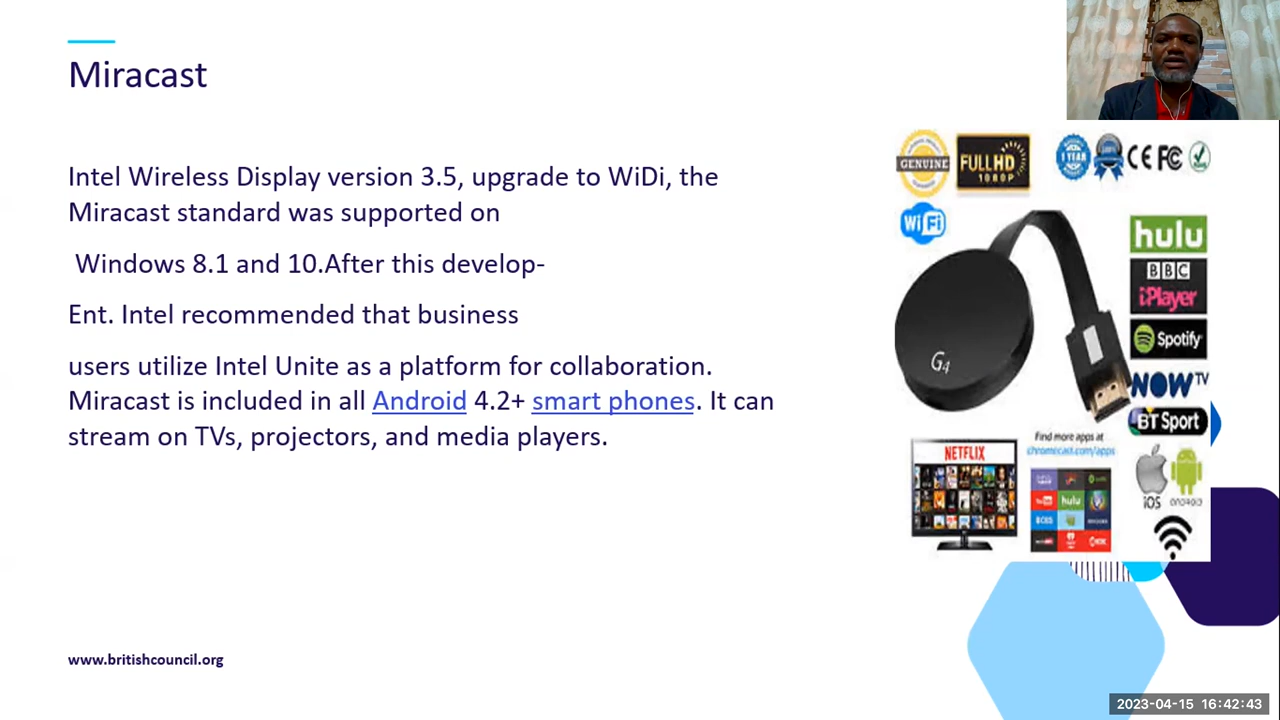 Miracast
Intel Wireless Display version 3.5, upgrade to WiDi, the
Miracast standard was supported on
Windows 8.1 and 10.After this develop-
Ent. Intel recommended that business
users utilize Intel Unite as a platform for collaboration.
Miracast is included in all Android 4.2+ smart phones. It can
stream on TVs, projectors, and media players.
GENUINE
FULL HD
1080P
1 YEAR
CE FC
WiFi
G4
hulu
BBC
iPlayer
Spotify
NOW TV
BT Sport
NETFLIX
Find more apps at
chromecast.com/apps
hulu
iOS
ANDROID
www.britishcouncil.org
2023-04-15 16:42:43